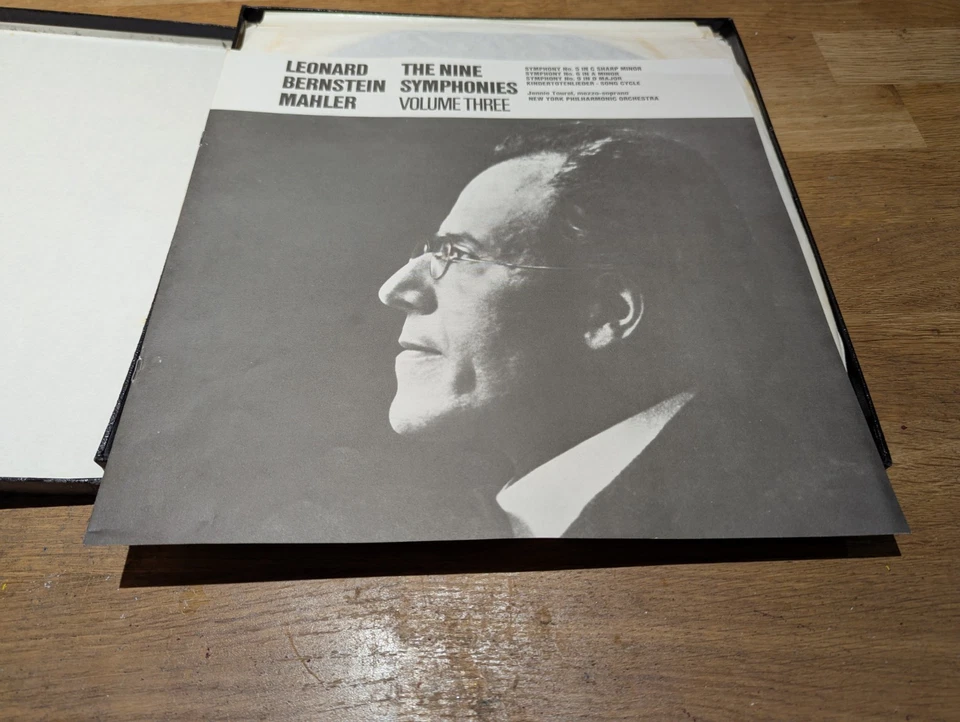 LEONARD
BERNSTEIN
MAHLER
THE NINE
SYMPHONIES
VOLUME THREE
SYMPHONY No. 5 IN C SHARP MINOR
SYMPHONY No. 6 IN A MINOR
SYMPHONY No. 9 IN D MAJOR
KINDERTOTENLIEDER - SONG CYCLE
Jennie Tourel, mezzo-soprano
NEW YORK PHILHARMONIC ORCHESTRA